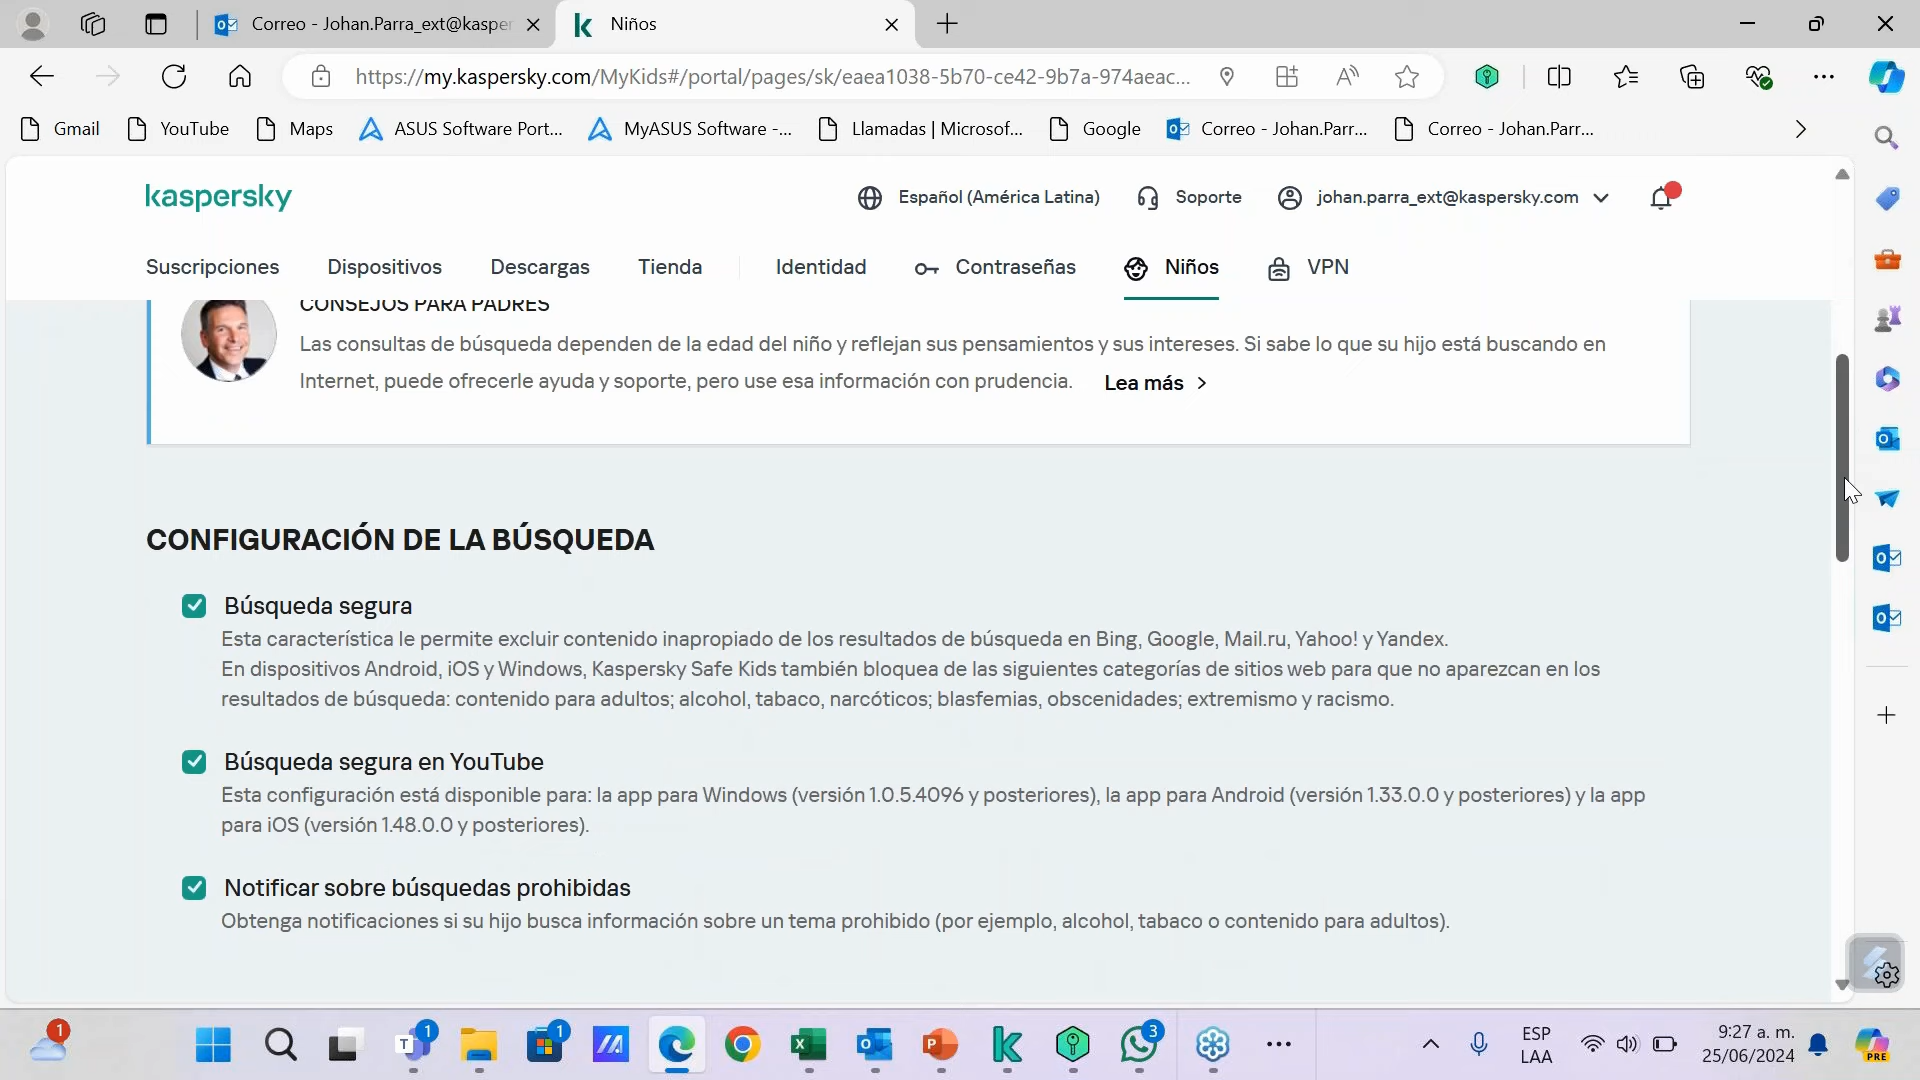 Correo - Johan.Parra_ext@kasper
Niños
https://my.kaspersky.com/MyKids#/portal/pages/sk/eaea1038-5b70-ce42-9b7a-974aeac...
Gmail
YouTube
Maps
ASUS Software Port...
MyASUS Software -...
Llamadas | Microsof...
Google
Correo - Johan.Parr...
Correo - Johan.Parr...
kaspersky
Español (América Latina)
Soporte
johan.parra_ext@kaspersky.com
Suscripciones
Dispositivos
Descargas
Tienda
Identidad
Contraseñas
Niños
VPN
CONSEJOS PARA PADRES
Las consultas de búsqueda dependen de la edad del niño y reflejan sus pensamientos y sus intereses. Si sabe lo que su hijo está buscando en
Internet, puede ofrecerle ayuda y soporte, pero use esa información con prudencia. Lea más
CONFIGURACIÓN DE LA BÚSQUEDA
Búsqueda segura
Esta característica le permite excluir contenido inapropiado de los resultados de búsqueda en Bing, Google, Mail.ru, Yahoo! y Yandex.
En dispositivos Android, iOS y Windows, Kaspersky Safe Kids también bloquea de las siguientes categorías de sitios web para que no aparezcan en los
resultados de búsqueda: contenido para adultos; alcohol, tabaco, narcóticos; blasfemias, obscenidades; extremismo y racismo.
Búsqueda segura en YouTube
Esta configuración está disponible para: la app para Windows (versión 1.0.5.4096 y posteriores), la app para Android (versión 1.33.0.0 y posteriores) y la app
para iOS (versión 1.48.0.0 y posteriores).
Notificar sobre búsquedas prohibidas
Obtenga notificaciones si su hijo busca información sobre un tema prohibido (por ejemplo, alcohol, tabaco o contenido para adultos).
1
1
1
3
ESP
LAA
9:27 a. m.
25/06/2024
PRE